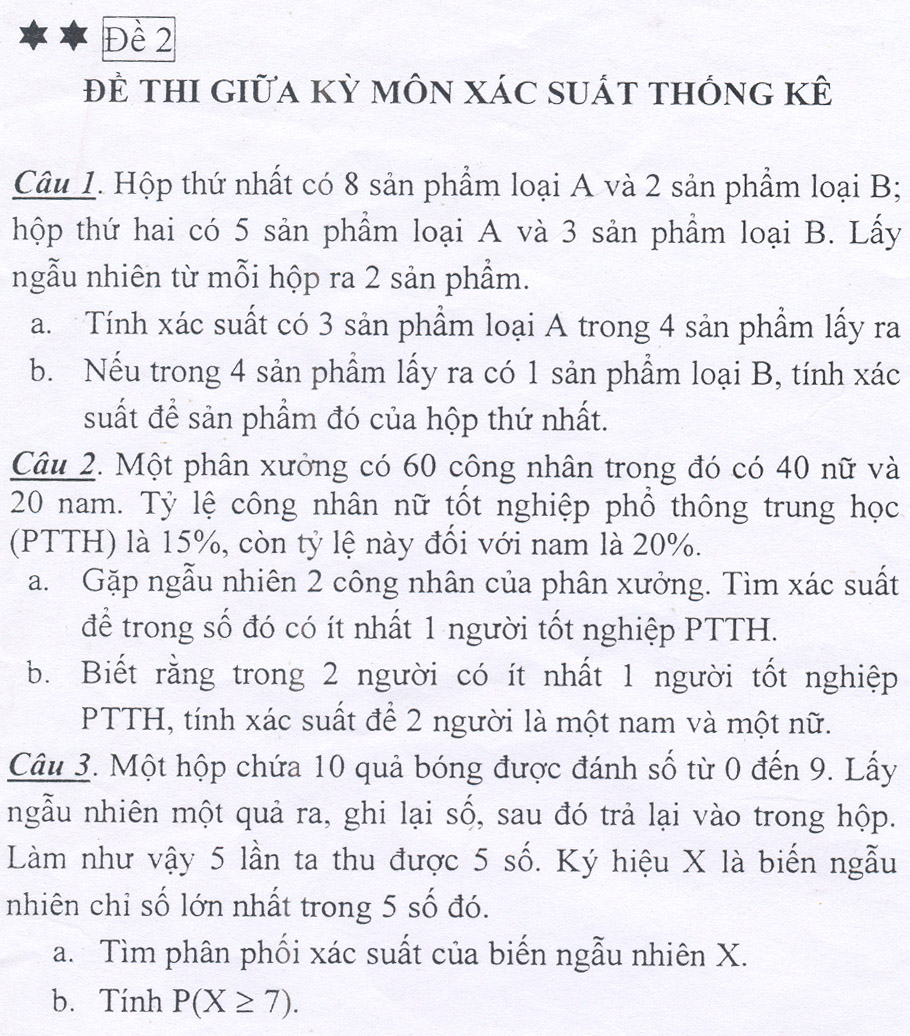 Đề 2
ĐỀ THI GIỮA KỲ MÔN XÁC SUẤT THỐNG KÊ
Câu 1. Hộp thứ nhất có 8 sản phẩm loại A và 2 sản phẩm loại B;
hộp thứ hai có 5 sản phẩm loại A và 3 sản phẩm loại B. Lấy
ngẫu nhiên từ mỗi hộp ra 2 sản phẩm.
a. Tính xác suất có 3 sản phẩm loại A trong 4 sản phẩm lấy ra
b. Nếu trong 4 sản phẩm lấy ra có 1 sản phẩm loại B, tính xác
suất để sản phẩm đó của hộp thứ nhất.
Câu 2. Một phân xưởng có 60 công nhân trong đó có 40 nữ và
20 nam. Tỷ lệ công nhân nữ tốt nghiệp phổ thông trung học
(PTTH) là 15%, còn tỷ lệ này đối với nam là 20%.
a. Gặp ngẫu nhiên 2 công nhân của phân xưởng. Tìm xác suất
để trong số đó có ít nhất 1 người tốt nghiệp PTTH.
b. Biết rằng trong 2 người có ít nhất 1 người tốt nghiệp
PTTH, tính xác suất để 2 người là một nam và một nữ.
Câu 3. Một hộp chứa 10 quả bóng được đánh số từ 0 đến 9. Lấy
ngẫu nhiên một quả ra, ghi lại số, sau đó trả lại vào trong hộp.
Làm như vậy 5 lần ta thu được 5 số. Ký hiệu X là biến ngẫu
nhiên chỉ số lớn nhất trong 5 số đó.
a. Tìm phân phối xác suất của biến ngẫu nhiên X.
b. Tính P(X ≥ 7).